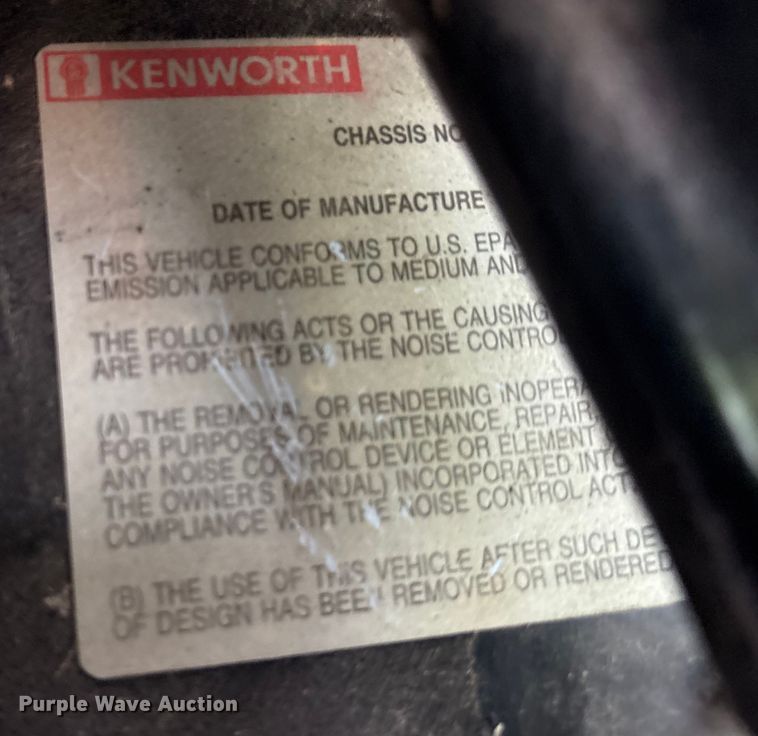 KENWORTH
CHASSIS NO
DATE OF MANUFACTURE
THIS VEHICLE CONFORMS TO U.S. EPA
EMISSION APPLICABLE TO MEDIUM AND
THE FOLLOWING ACTS OR THE CAUSING
ARE PROHIBITED BY THE NOISE CONTROL
(A) THE REMOVAL OR RENDERING INOPERA
FOR PURPOSES OF MAINTENANCE, REPAIR
ANY NOISE CONTROL DEVICE OR ELEMENT
THE OWNER'S MANUAL) INCORPORATED INTO
COMPLIANCE WITH THE NOISE CONTROL ACT
(B) THE USE OF THIS VEHICLE AFTER SUCH DE
OF DESIGN HAS BEEN REMOVED OR RENDERED
Purple Wave Auction